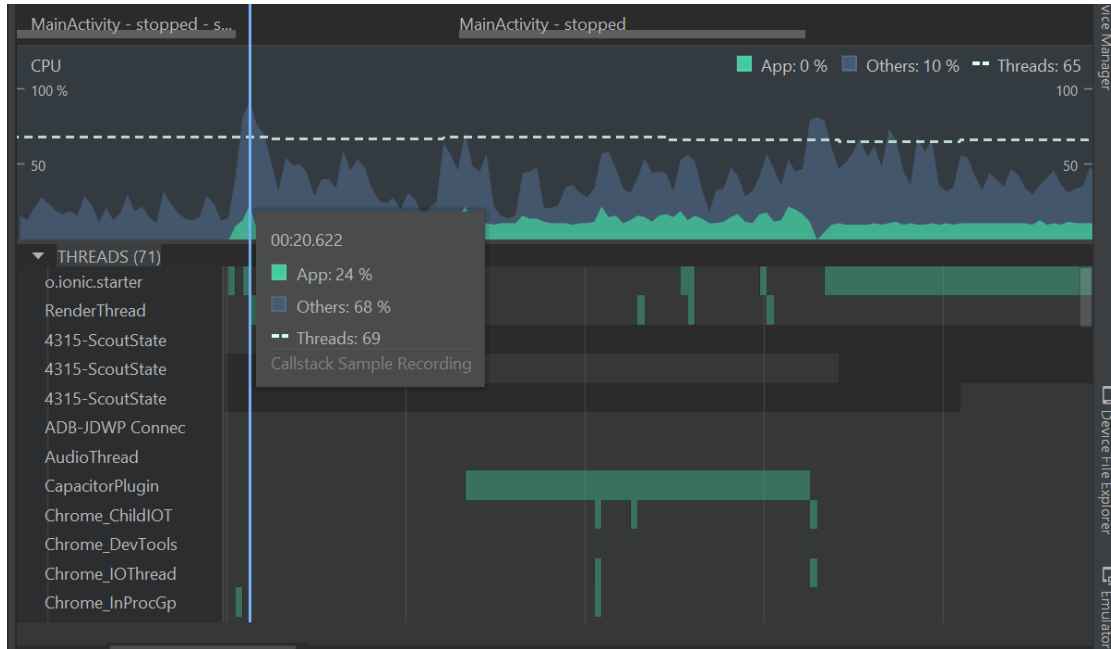 MainActivity - stopped - s...
MainActivity - stopped
CPU
App: 0 %
Others: 10 %
Threads: 65
100 %
100
50
50
00:20.622
App: 24 %
Others: 68 %
Threads: 69
Callstack Sample Recording
THREADS (71)
o.ionic.starter
RenderThread
4315-ScoutState
4315-ScoutState
4315-ScoutState
ADB-JDWP Connec
AudioThread
CapacitorPlugin
Chrome_ChildIOT
Chrome_DevTools
Chrome_IOThread
Chrome_InProcGp
vice Manager
Device File Explorer
Emulator